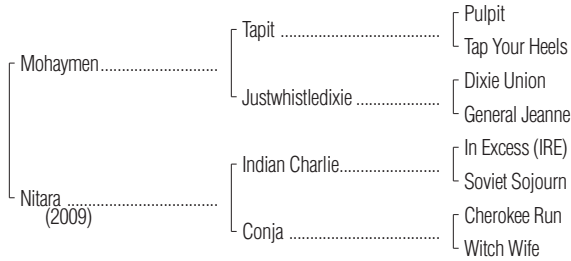 Pulpit
Tapit ........................................
Tap Your Heels
Mohaymen..............................
Dixie Union
Justwhistledixie .....................
General Jeanne
In Excess (IRE)
Indian Charlie..........................
Soviet Sojourn
Nitara .......................................
(2009)
Cherokee Run
Conja ......................................
Witch Wife